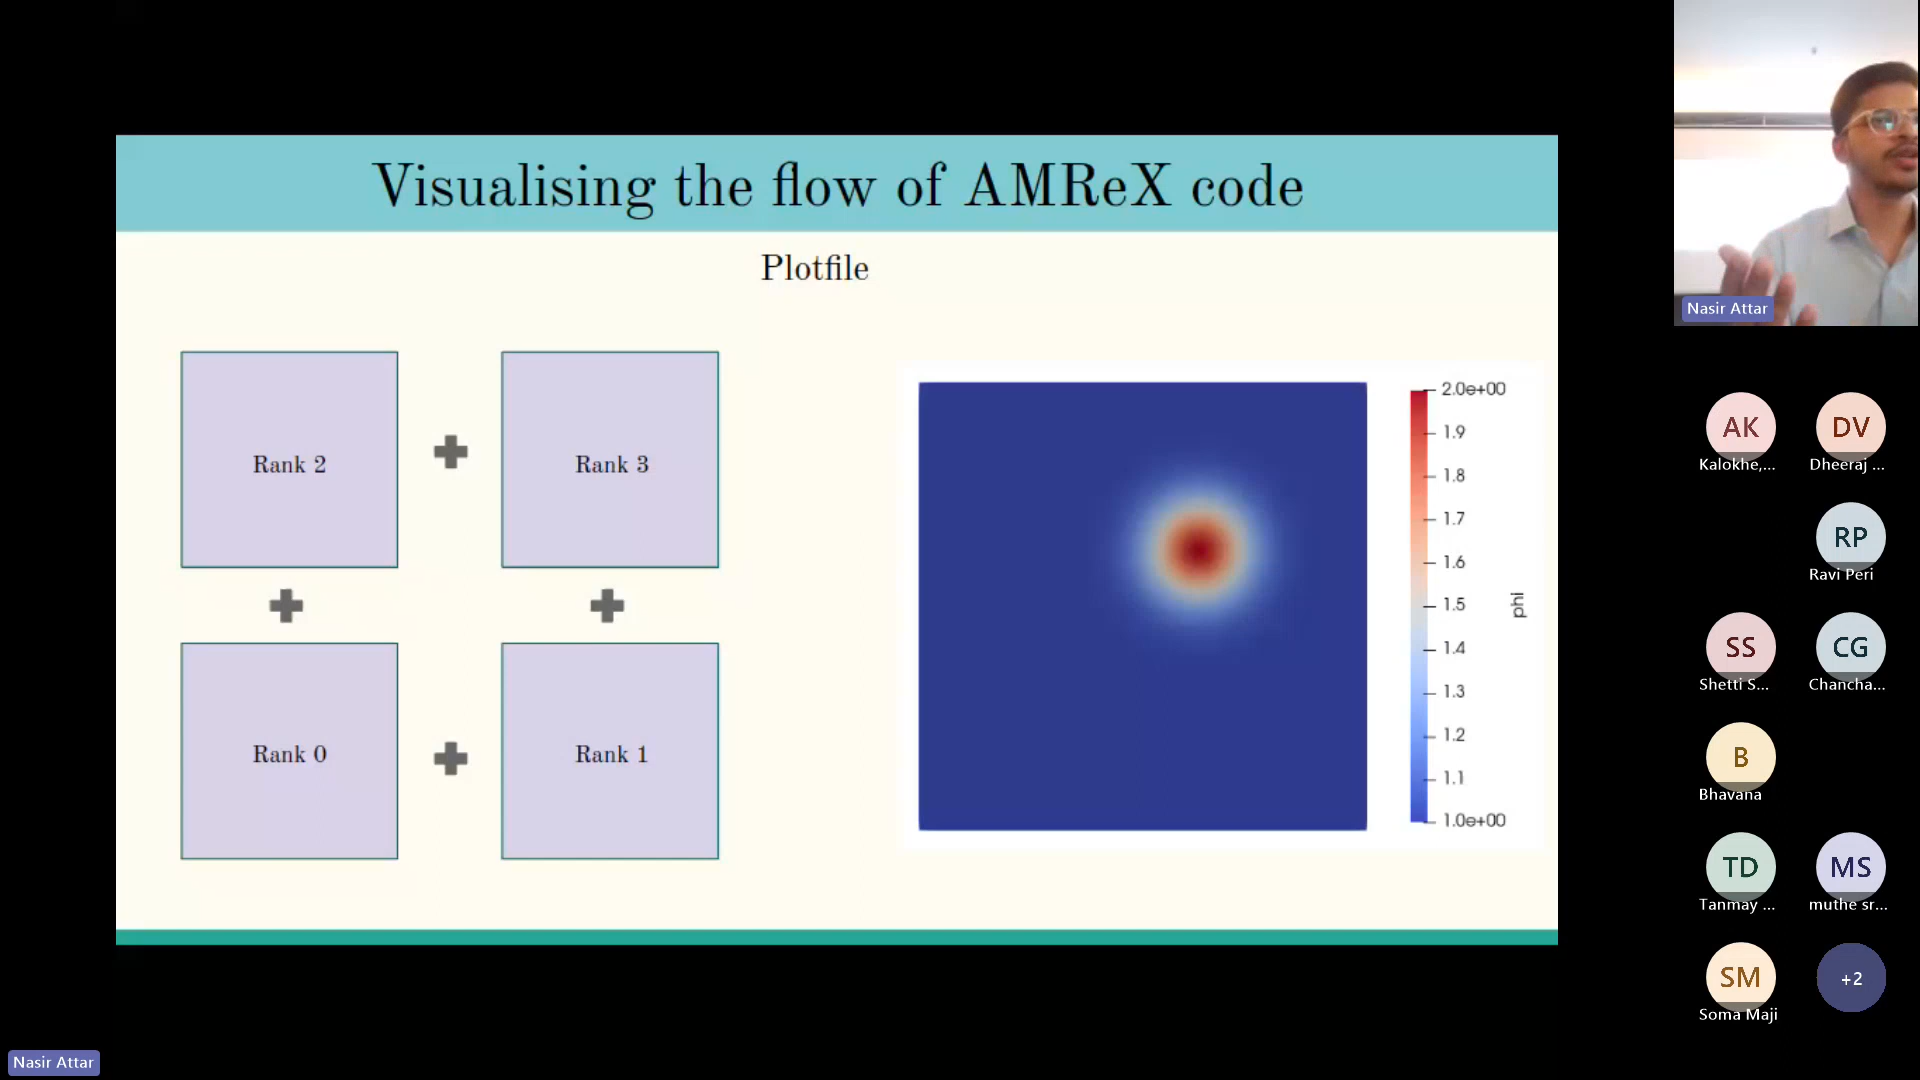 Visualising the flow of AMReX code
Plotfile
Rank 2
Rank 3
Rank 0
Rank 1
2.0e+00
1.9
1.8
1.7
1.6
1.5
1.4
1.3
1.2
1.1
1.0e+00
phi
Nasir Attar
AK
Kalokhe,...
DV
Dheeraj ...
RP
Ravi Peri
SS
Shetti S...
CG
Chancha...
B
Bhavana
TD
Tanmay ...
MS
muthe sr...
SM
Soma Maji
+2
Nasir Attar